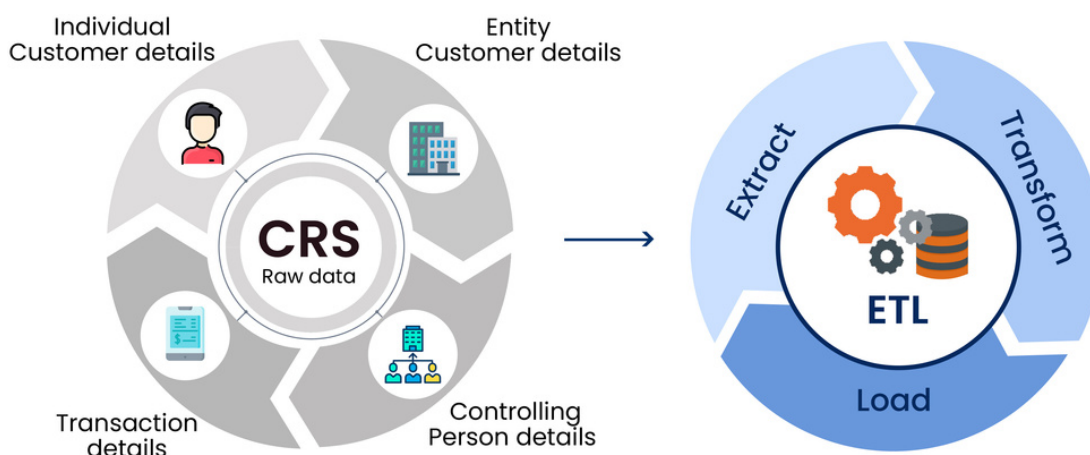 Individual
Customer details
Entity
Customer details
CRS
Raw data
Transaction
details
Controlling
Person details
Extract
Transform
ETL
Load